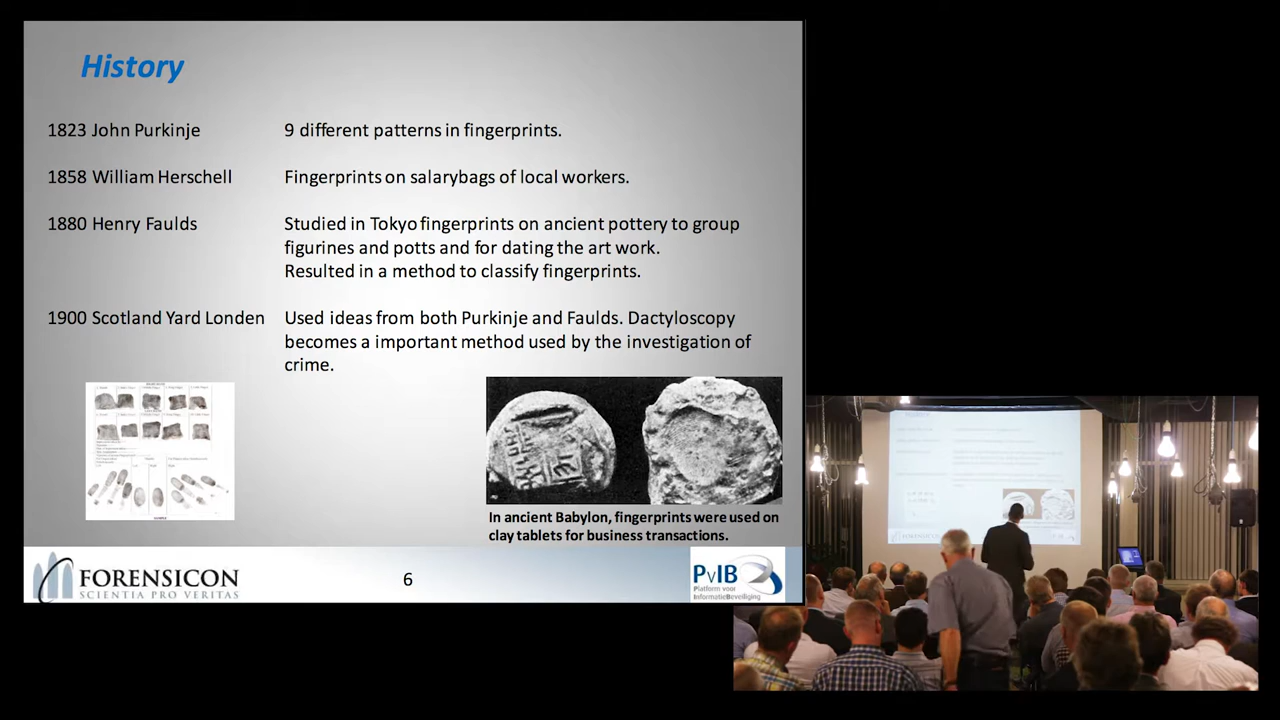 History
1823 John Purkinje
9 different patterns in fingerprints.
1858 William Herschell
Fingerprints on salarybags of local workers.
1880 Henry Faulds
Studied in Tokyo fingerprints on ancient pottery to group
figurines and potts and for dating the art work.
Resulted in a method to classify fingerprints.
1900 Scotland Yard Londen
Used ideas from both Purkinje and Faulds. Dactyloscopy
becomes a important method used by the investigation of
crime.
In ancient Babylon, fingerprints were used on
clay tablets for business transactions.
FORENSICON
SCIENTIA PRO VERITAS
6
PvIB
Platform voor
InformatieBeveiliging